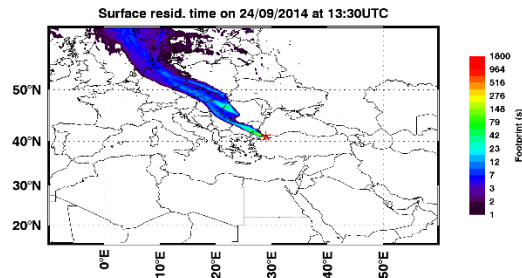 Surface resid. time on 24/09/2014 at 13:30UTC
50°N
40°N
30°N
20°N
0°E
10°E
20°E
30°E
40°E
50°E
1800
964
516
276
148
79
42
23
12
7
3
2
1
Footprint (s)